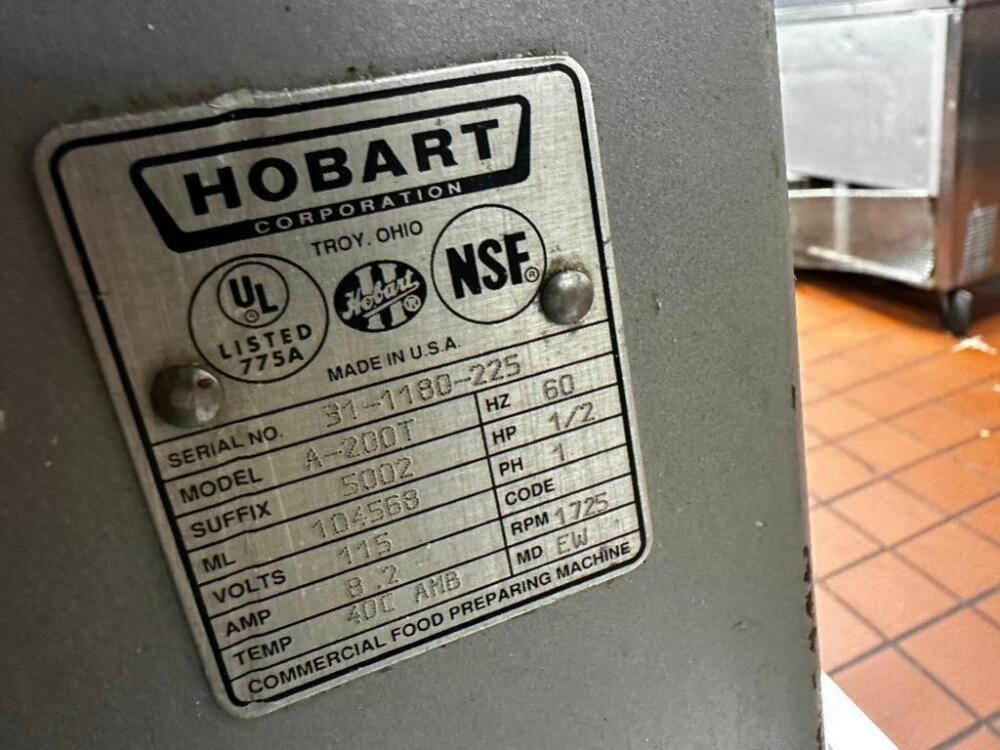 HOBART
CORPORATION
TROY, OHIO
UL ®
LISTED
775A
Hobart ®
NSF ®
MADE IN U.S.A.
SERIAL NO. 31-1180-225
MODEL A-200T HZ 60
SUFFIX 5002 HP 1/2
ML 104568 PH 1
VOLTS 115 CODE
AMP 8.2 RPM 1725
TEMP 40C AMB MD EW
COMMERCIAL FOOD PREPARING MACHINE